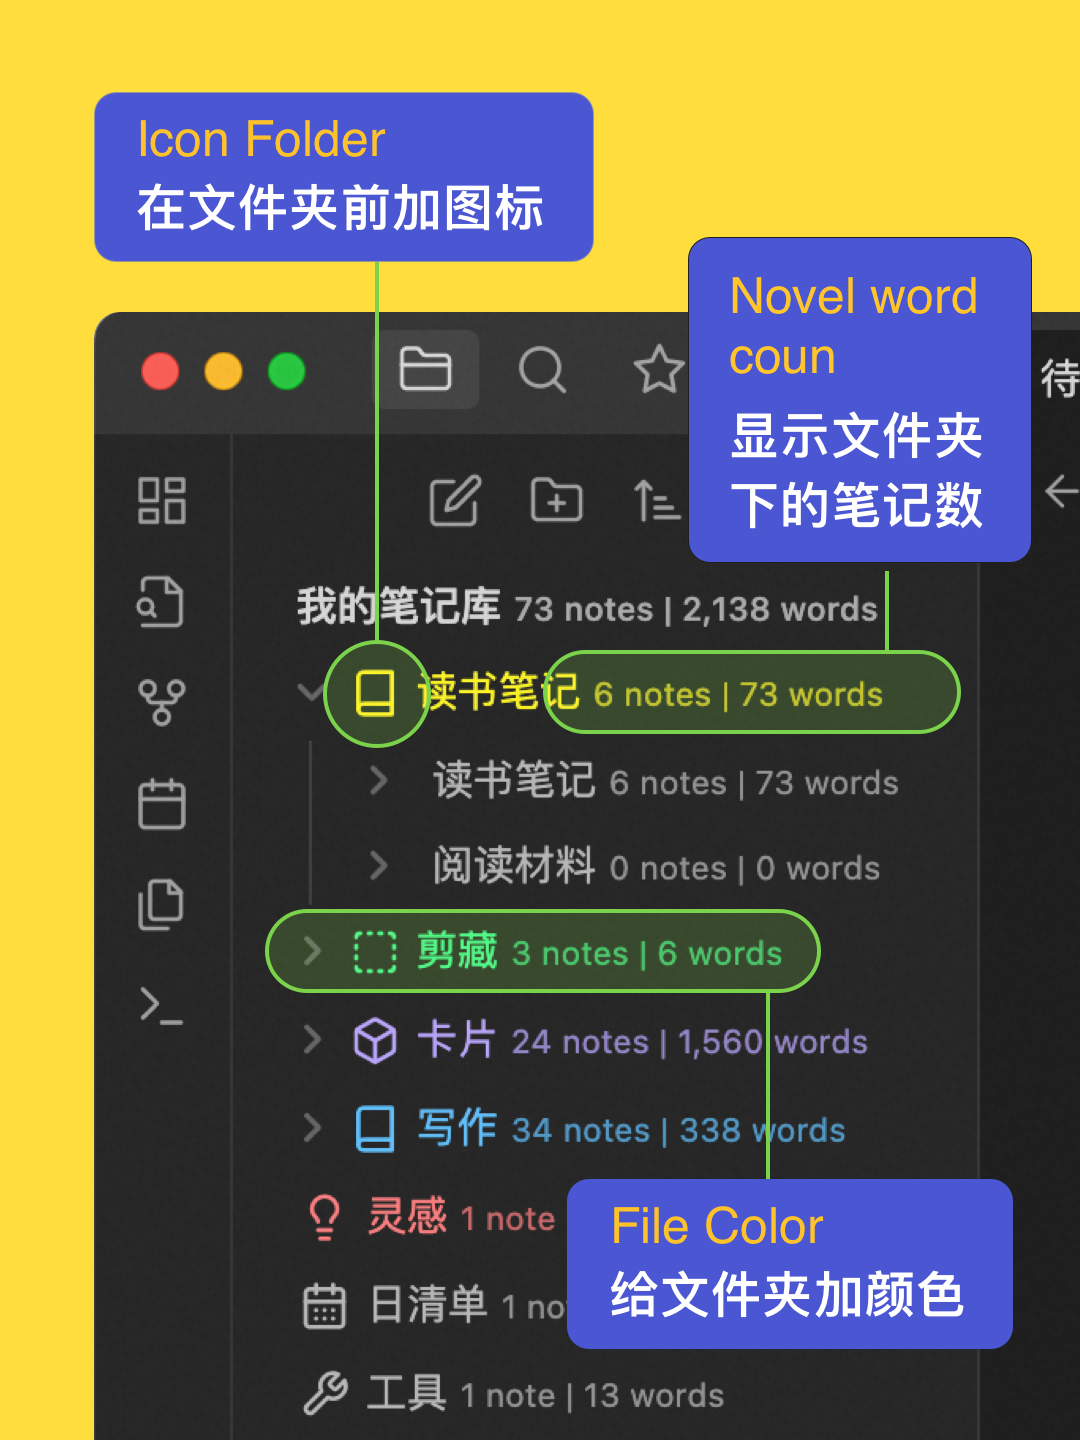 Icon Folder
在文件夹前加图标
Novel word
coun
显示文件夹
下的笔记数
待
我的笔记库 73 notes | 2,138 words
读书笔记 6 notes | 73 words
读书笔记 6 notes | 73 words
阅读材料 0 notes | 0 words
剪藏 3 notes | 6 words
卡片 24 notes | 1,560 words
写作 34 notes | 338 words
灵感 1 note
日清单 1 no
工具 1 note | 13 words
File Color
给文件夹加颜色